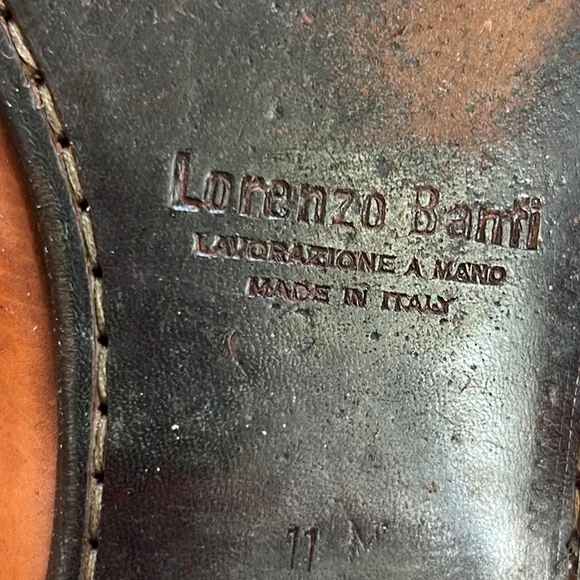 Lorenzo Banfi
LAVORAZIONE A MANO
MADE IN ITALY
11 M